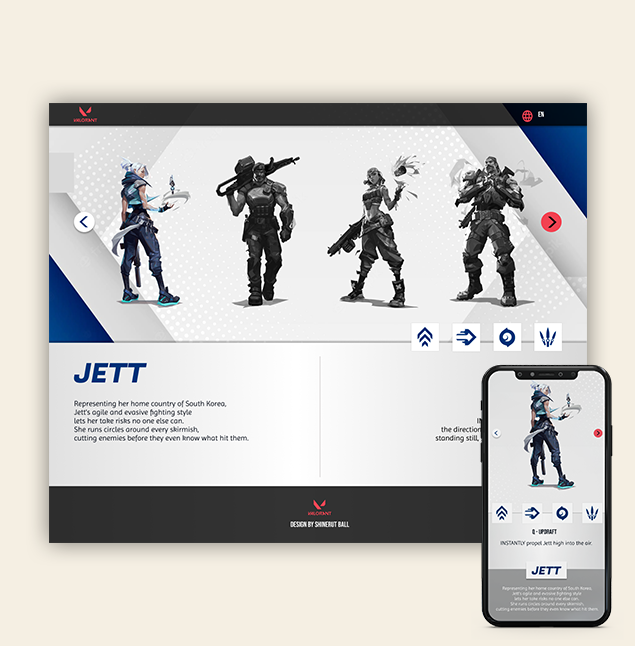 VALORANT
EN
JETT
Representing her home country of South Korea,
Jett's agile and evasive fighting style
lets her take risks no one else can.
She runs circles around every skirmish,
cutting enemies before they even know what hit them.
the direction
standing still,
VALORANT
DESIGN BY SHINERUT BALL
Q - UPDRAFT
INSTANTLY propel Jett high into the air.
JETT
Representing her home country of South Korea,
Jett's agile and evasive fighting style
lets her take risks no one else can.
She runs circles around every skirmish,
cutting enemies before they even know what hit them.